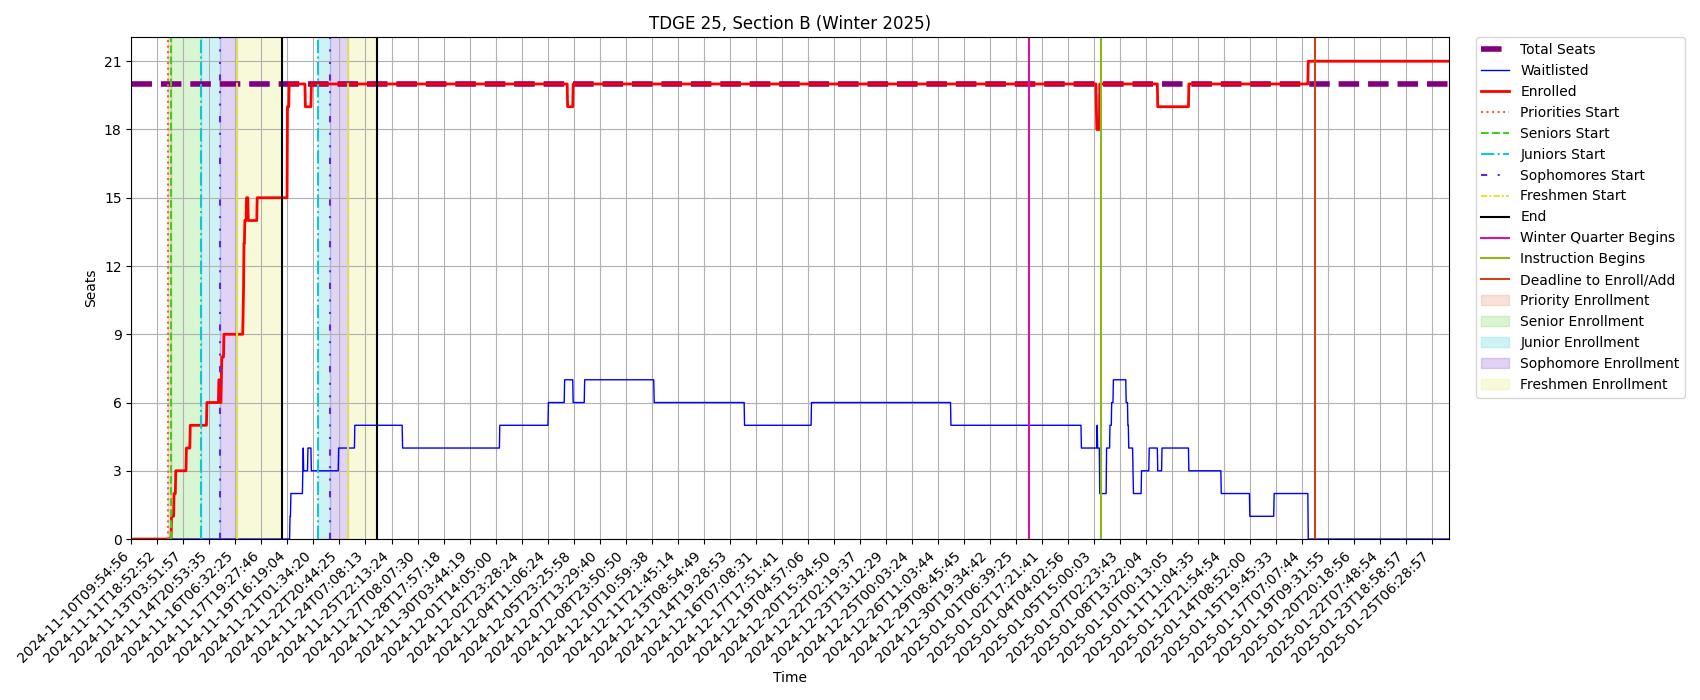 TDGE 25, Section B (Winter 2025)
Seats
21
18
15
12
9
6
3
0
Total Seats
Waitlisted
Enrolled
Priorities Start
Seniors Start
Juniors Start
Sophomores Start
Freshmen Start
End
Winter Quarter Begins
Instruction Begins
Deadline to Enroll/Add
Priority Enrollment
Senior Enrollment
Junior Enrollment
Sophomore Enrollment
Freshmen Enrollment
2024-11-10T09:54:56
2024-11-11T18:52:52
2024-11-13T03:51:57
2024-11-14T20:53:35
2024-11-16T06:32:25
2024-11-17T19:27:46
2024-11-19T16:19:04
2024-11-21T01:34:20
2024-11-22T20:44:25
2024-11-24T07:08:13
2024-11-25T22:13:24
2024-11-27T08:07:30
2024-11-28T17:57:18
2024-11-30T03:44:19
2024-12-01T14:05:00
2024-12-02T23:28:24
2024-12-04T11:06:24
2024-12-05T23:25:58
2024-12-07T13:29:40
2024-12-08T23:50:50
2024-12-10T10:59:38
2024-12-11T21:45:14
2024-12-13T08:54:49
2024-12-14T19:28:53
2024-12-16T07:08:31
2024-12-17T17:51:41
2024-12-19T04:57:06
2024-12-20T15:34:50
2024-12-22T02:19:37
2024-12-23T13:12:29
2024-12-25T00:03:24
2024-12-26T11:03:44
2024-12-29T08:45:45
2024-12-30T19:34:42
2025-01-01T06:39:25
2025-01-02T17:21:41
2025-01-04T04:02:56
2025-01-05T15:00:03
2025-01-07T02:23:43
2025-01-08T13:22:04
2025-01-10T00:13:05
2025-01-11T11:04:35
2025-01-12T21:54:54
2025-01-14T08:52:00
2025-01-15T19:45:33
2025-01-17T07:07:44
2025-01-19T09:31:55
2025-01-20T20:18:56
2025-01-22T07:48:54
2025-01-23T18:58:57
2025-01-25T06:28:57
Time